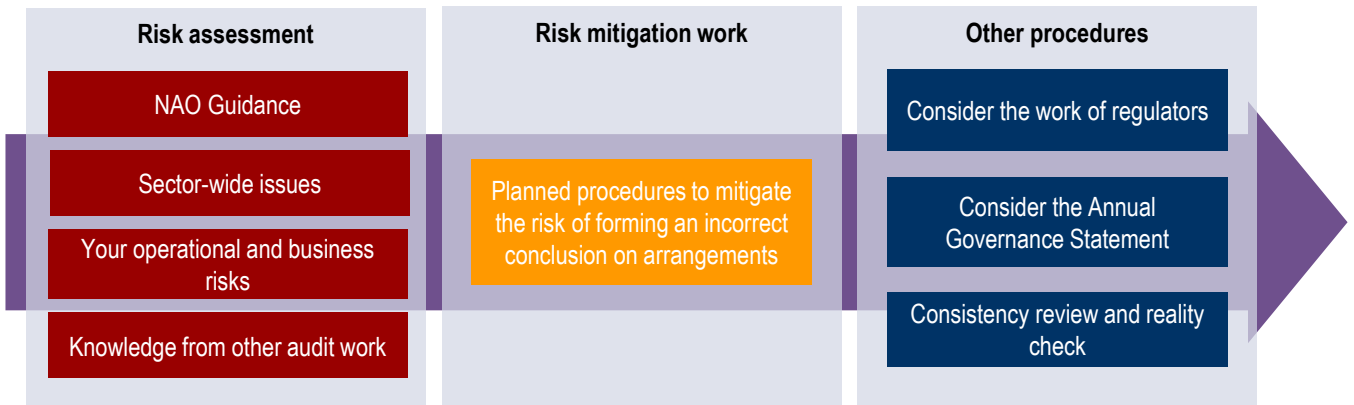 Risk assessment
NAO Guidance
Sector-wide issues
Your operational and business
risks
Knowledge from other audit work
Risk mitigation work
Planned procedures to mitigate
the risk of forming an incorrect
conclusion on arrangements
Other procedures
Consider the work of regulators
Consider the Annual
Governance Statement
Consistency review and reality
check